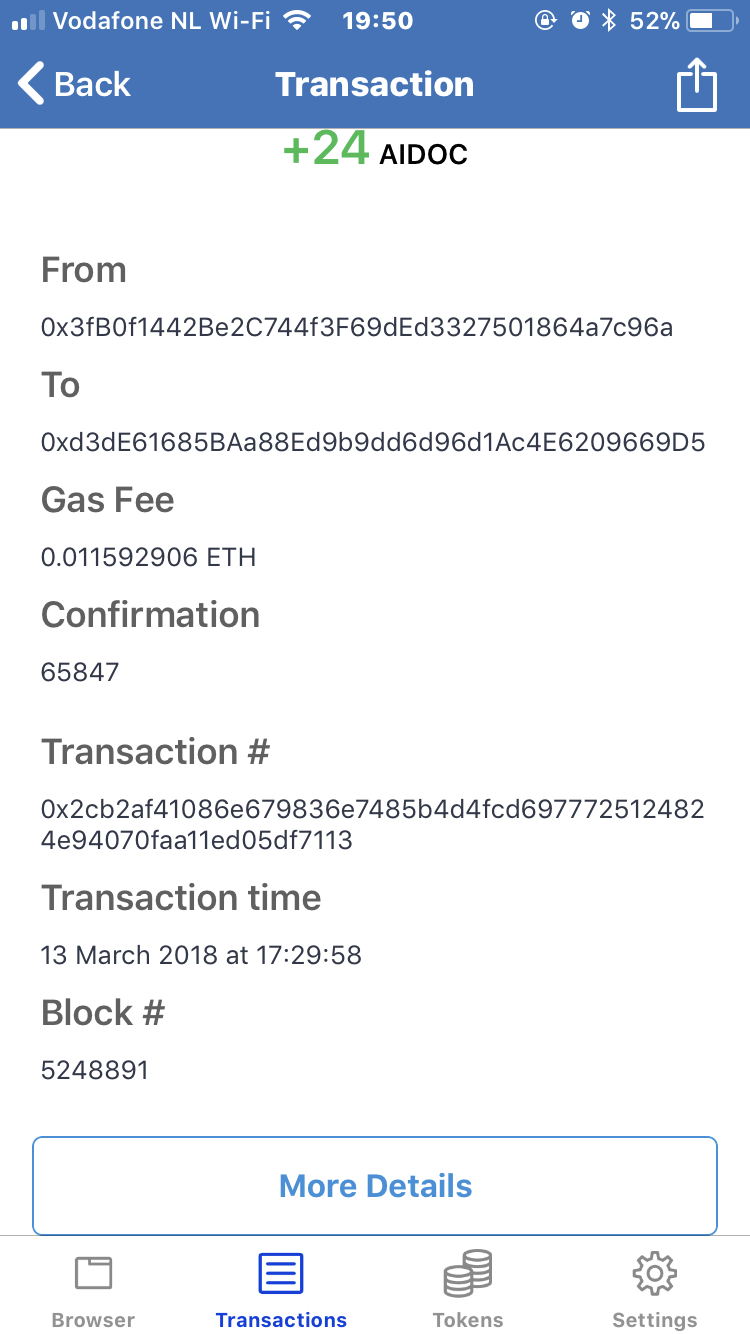 Vodafone NL Wi-Fi 19:50 52%
Back Transaction
+24 AIDOC
From
0x3fB0f1442Be2C744f3F69dEd3327501864a7c96a
To
0xd3dE61685BAa88Ed9b9dd6d96d1Ac4E6209669D5
Gas Fee
0.011592906 ETH
Confirmation
65847
Transaction #
0x2cb2af41086e679836e7485b4d4fcd697772512482
4e94070faa11ed05df7113
Transaction time
13 March 2018 at 17:29:58
Block #
5248891
More Details
Browser Transactions Tokens Settings